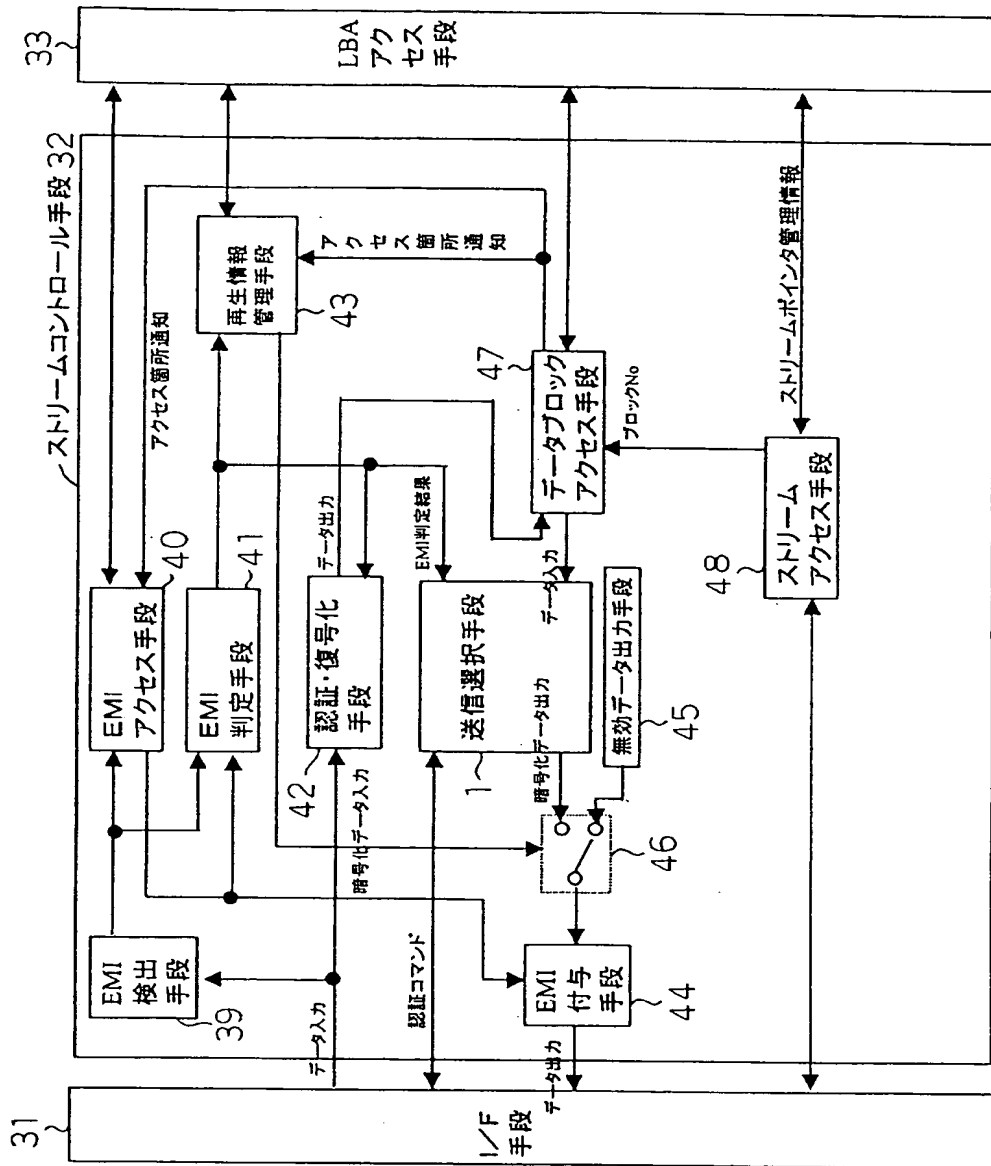 31
I/F
手段
ストリームコントロール手段 32
33
LBA
アク
セス
手段
EMI
検出
手段
39
EMI
アクセス手段
40
アクセス箇所通知
EMI
判定手段
41
再生情報
管理手段
43
アクセス箇所通知
データ入力
暗号化データ入力
認証・復号化
手段
42
データ出力
EMI判定結果
認証コマンド
送信選択手段
1
暗号化データ出力
データ入力
データブロック
アクセス手段
47
無効データ出力手段
45
46
EMI
付与
手段
44
データ出力
ブロックNo
ストリーム
アクセス手段
48
ストリームポインタ管理情報